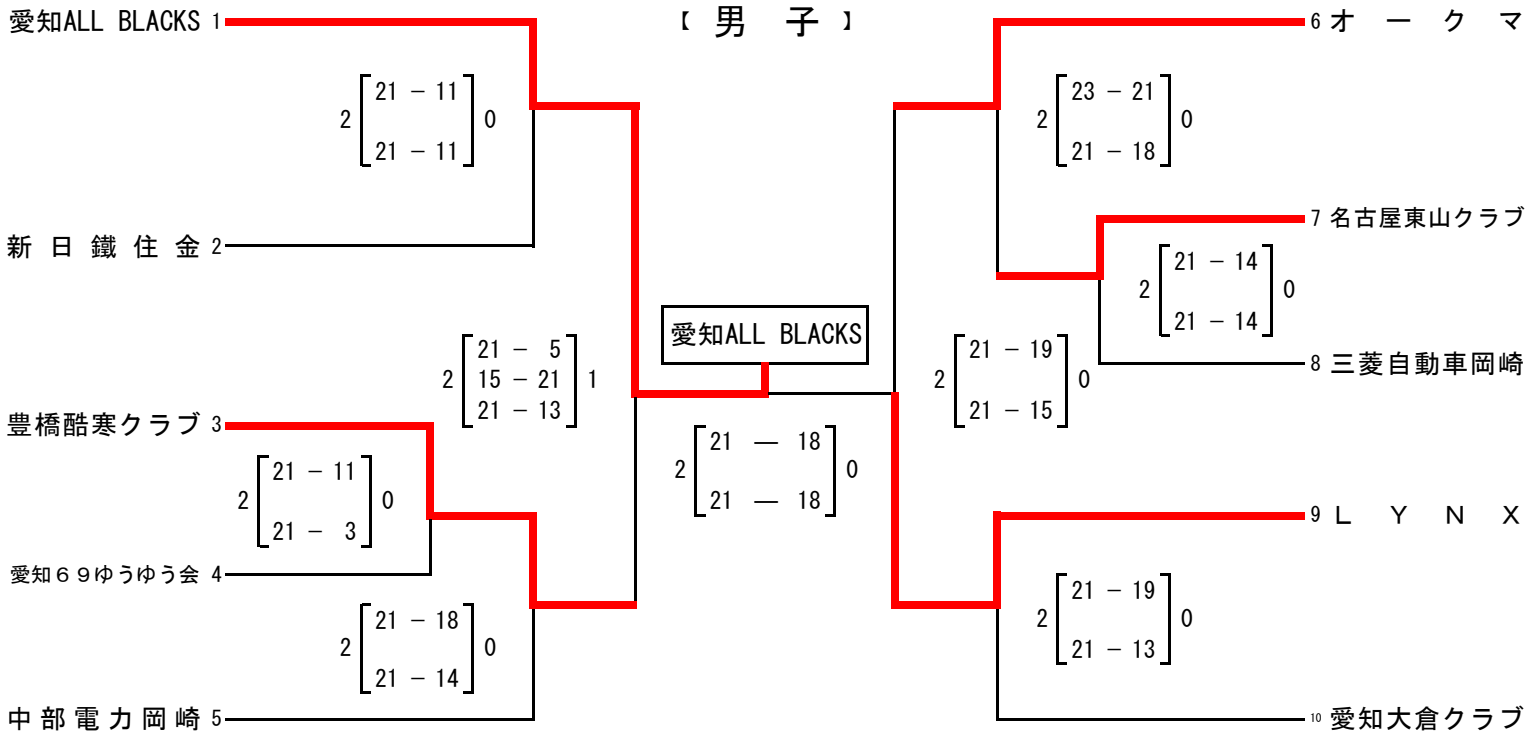 愛知ALL BLACKS 1
【 男 子 】
6 オークマ
2 21 － 11 0
21 － 11
2 23 － 21 0
21 － 18
新日鐵住金 2
7 名古屋東山クラブ
2 21 － 14 0
21 － 14
愛知ALL BLACKS
8 三菱自動車岡崎
21 － 5
2 15 － 21 1
21 － 13
2 21 － 19 0
21 － 15
豊橋酷寒クラブ 3
2 21 － 11 0
21 － 3
2 21 ― 18 0
21 ― 18
9 ＬＹＮＸ
愛知６９ゆうゆう会 4
2 21 － 18 0
21 － 14
2 21 － 19 0
21 － 13
中部電力岡崎 5
10 愛知大倉クラブ